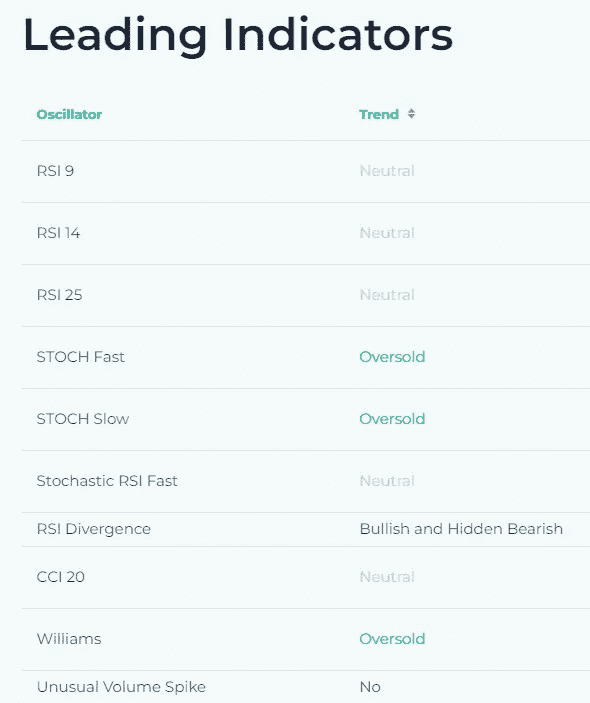 Leading Indicators
Oscillator Trend
RSI 9 Neutral
RSI 14 Neutral
RSI 25 Neutral
STOCH Fast Oversold
STOCH Slow Oversold
Stochastic RSI Fast Neutral
RSI Divergence Bullish and Hidden Bearish
CCI 20 Neutral
Williams Oversold
Unusual Volume Spike No